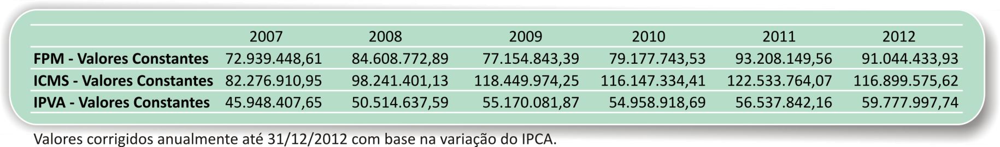 2007 2008 2009 2010 2011 2012
FPM - Valores Constantes 72.939.448,61 84.608.772,89 77.154.843,39 79.177.743,53 93.208.149,56 91.044.433,93
ICMS - Valores Constantes 82.276.910,95 98.241.401,13 118.449.974,25 116.147.334,41 122.533.764,07 116.899.575,62
IPVA - Valores Constantes 45.948.407,65 50.514.637,59 55.170.081,87 54.958.918,69 56.537.842,16 59.777.997,74
Valores corrigidos anualmente até 31/12/2012 com base na variação do IPCA.